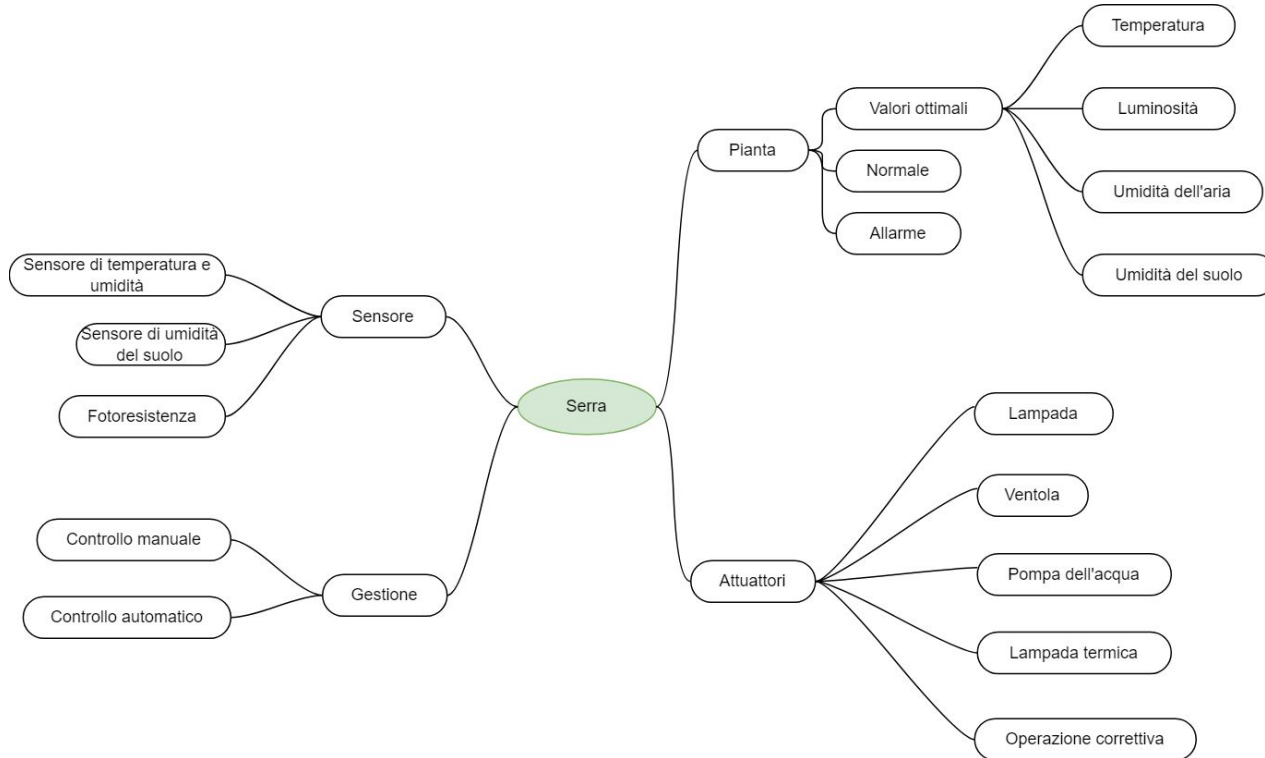 Temperatura
Valori ottimali
Luminosità
Pianta
Normale
Umidità dell'aria
Allarme
Umidità del suolo
Sensore di temperatura e
umidità
Sensore
Sensore di umidità
del suolo
Fotoresistenza
Serra
Lampada
Ventola
Controllo manuale
Pompa dell'acqua
Attuattori
Gestione
Controllo automatico
Lampada termica
Operazione correttiva